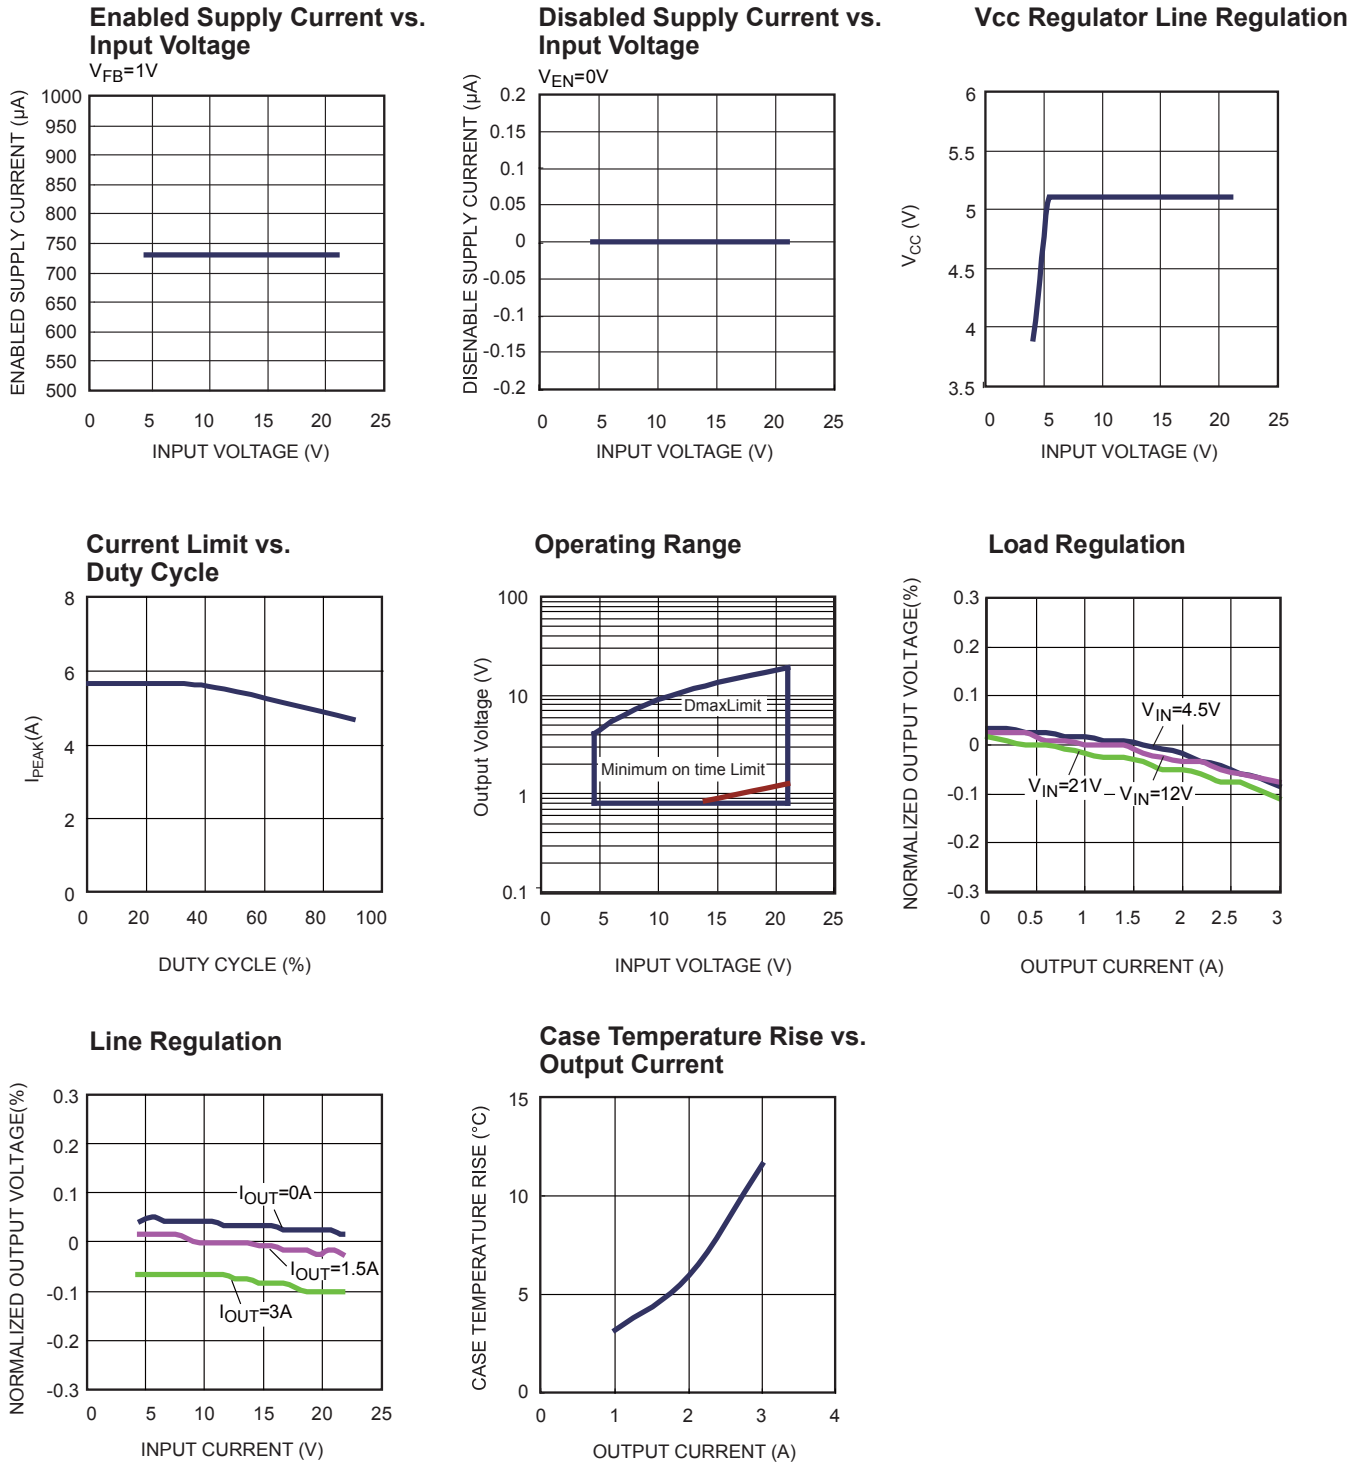 Enabled Supply Current vs.
Input Voltage
VFB=1V
ENABLED SUPPLY CURRENT (µA)
1000
950
900
850
800
750
700
650
600
550
500
0 5 10 15 20 25
INPUT VOLTAGE (V)
Disabled Supply Current vs.
Input Voltage
VEN=0V
DISENABLE SUPPLY CURRENT (µA)
0.2
0.15
0.1
0.05
0
-0.05
-0.1
-0.15
-0.2
0 5 10 15 20 25
INPUT VOLTAGE (V)
Vcc Regulator Line Regulation
VCC (V)
6
5.5
5
4.5
4
3.5
0 5 10 15 20 25
INPUT VOLTAGE (V)
Current Limit vs.
Duty Cycle
IPEAK(A)
8
6
4
2
0
0 20 40 60 80 100
DUTY CYCLE (%)
Operating Range
Output Voltage (V)
100
10
1
0.1
DmaxLimit
Minimum on time Limit
0 5 10 15 20 25
INPUT VOLTAGE (V)
Load Regulation
NORMALIZED OUTPUT VOLTAGE(%)
0.3
0.2
0.1
0
-0.1
-0.2
-0.3
VIN=4.5V
VIN=21V
VIN=12V
0 0.5 1 1.5 2 2.5 3
OUTPUT CURRENT (A)
Line Regulation
NORMALIZED OUTPUT VOLTAGE(%)
0.3
0.2
0.1
0
-0.1
-0.2
-0.3
IOUT=0A
IOUT=1.5A
IOUT=3A
0 5 10 15 20 25
INPUT CURRENT (V)
Case Temperature Rise vs.
Output Current
CASE TEMPERATURE RISE (°C)
15
10
5
0
0 1 2 3 4
OUTPUT CURRENT (A)